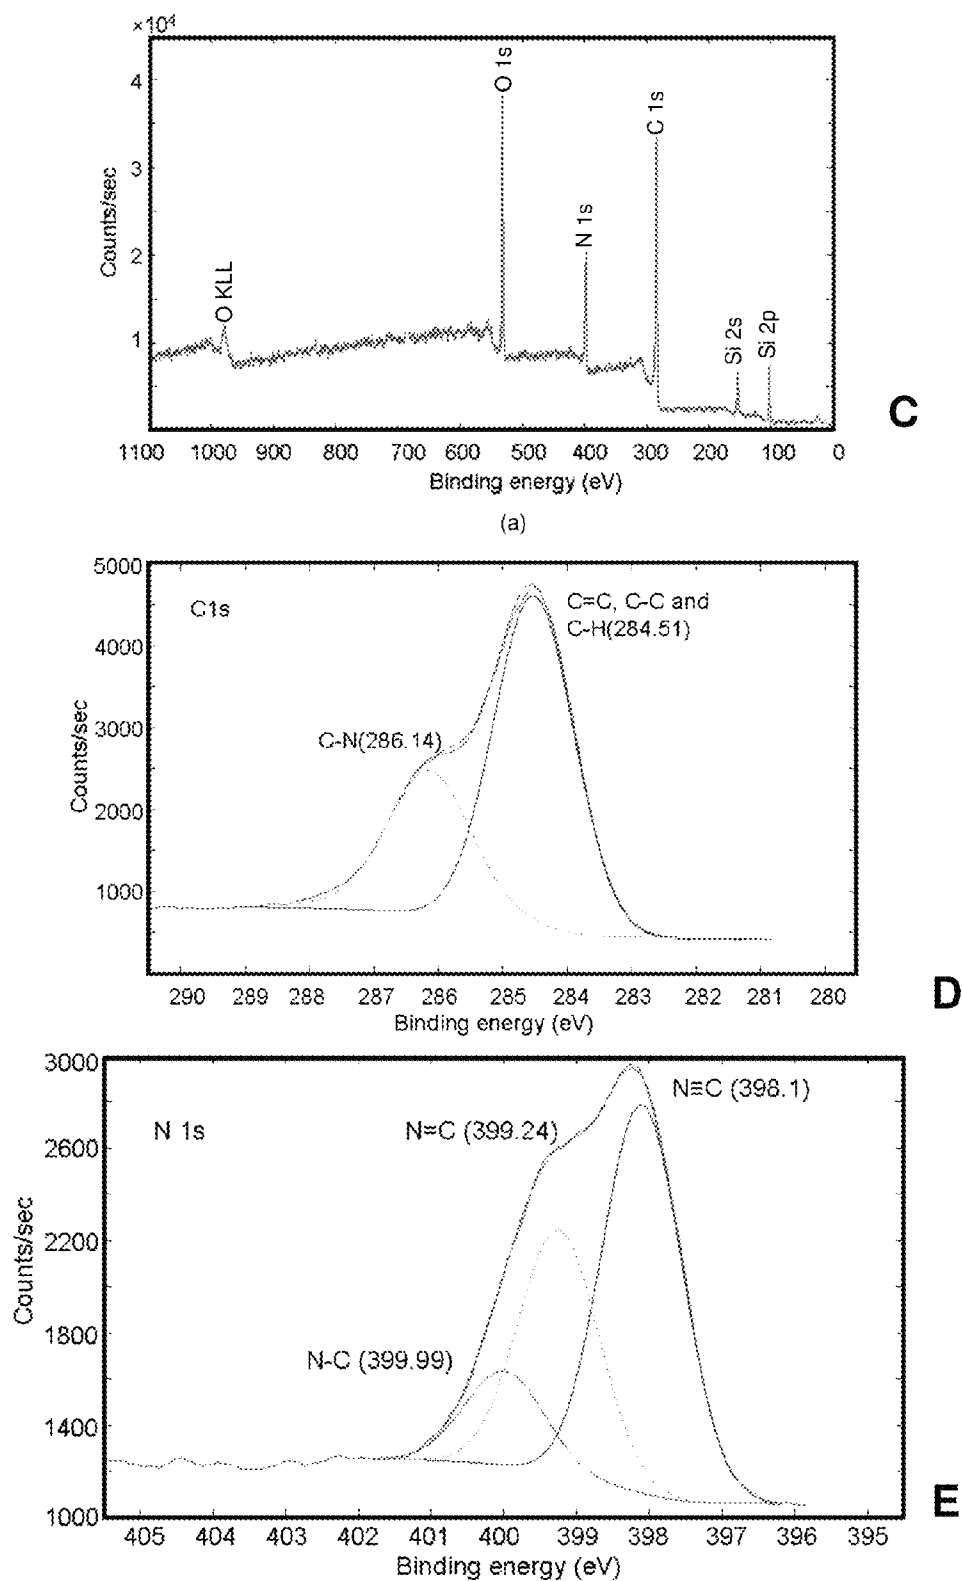 ×10⁴
4
3
2
1
Counts/sec
O KLL
O 1s
N 1s
C 1s
Si 2s
Si 2p
1100 1000 900 800 700 600 500 400 300 200 100 0
Binding energy (eV)
C
(a)
5000
4000
3000
2000
1000
Counts/sec
C1s
C=C, C-C and
C-H(284.51)
C-N(286.14)
290 289 288 287 286 285 284 283 282 281 280
Binding energy (eV)
D
3000
2600
2200
1800
1400
1000
Counts/sec
N 1s
N≡C (398.1)
N=C (399.24)
N-C (399.99)
405 404 403 402 401 400 399 398 397 396 395
Binding energy (eV)
E